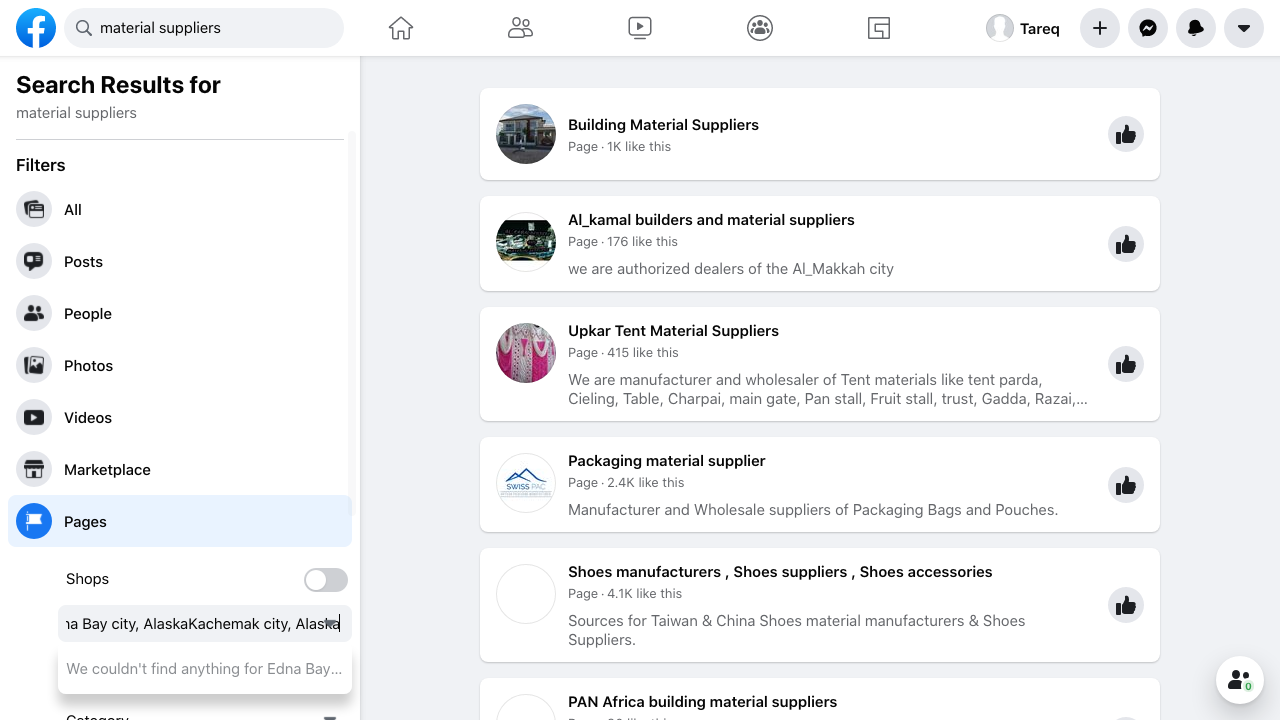 material suppliers
Tareq
Search Results for
material suppliers
Filters
All
Posts
People
Photos
Videos
Marketplace
Pages
Shops
na Bay city, AlaskaKachemak city, Alaska
We couldn't find anything for Edna Bay...
Category
Building Material Suppliers
Page · 1K like this
Al_kamal builders and material suppliers
Page · 176 like this
we are authorized dealers of the Al_Makkah city
Upkar Tent Material Suppliers
Page · 415 like this
We are manufacturer and wholesaler of Tent materials like tent parda,
Cieling, Table, Charpai, main gate, Pan stall, Fruit stall, trust, Gadda, Razai,...
SWISS PAC
Packaging material supplier
Page · 2.4K like this
Manufacturer and Wholesale suppliers of Packaging Bags and Pouches.
Shoes manufacturers , Shoes suppliers , Shoes accessories
Page · 4.1K like this
Sources for Taiwan & China Shoes material manufacturers & Shoes
Suppliers.
PAN Africa building material suppliers
0